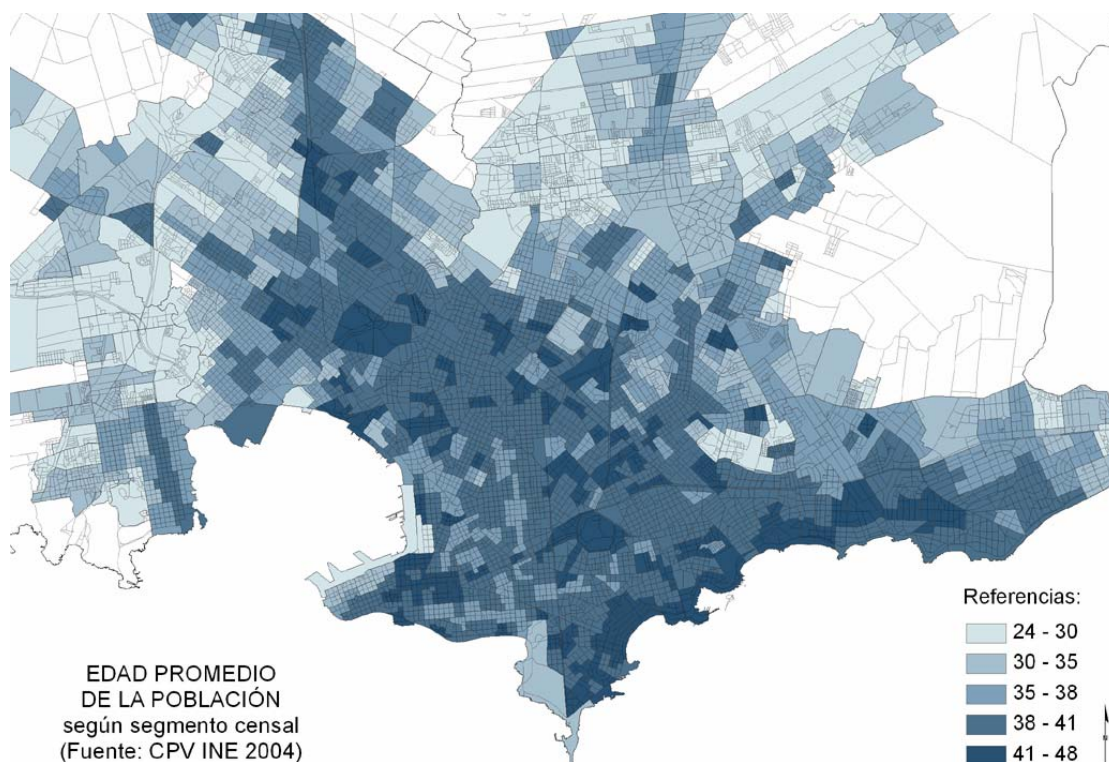 EDAD PROMEDIO
DE LA POBLACIÓN
según segmento censal
(Fuente: CPV INE 2004)
Referencias:
24 - 30
30 - 35
35 - 38
38 - 41
41 - 48